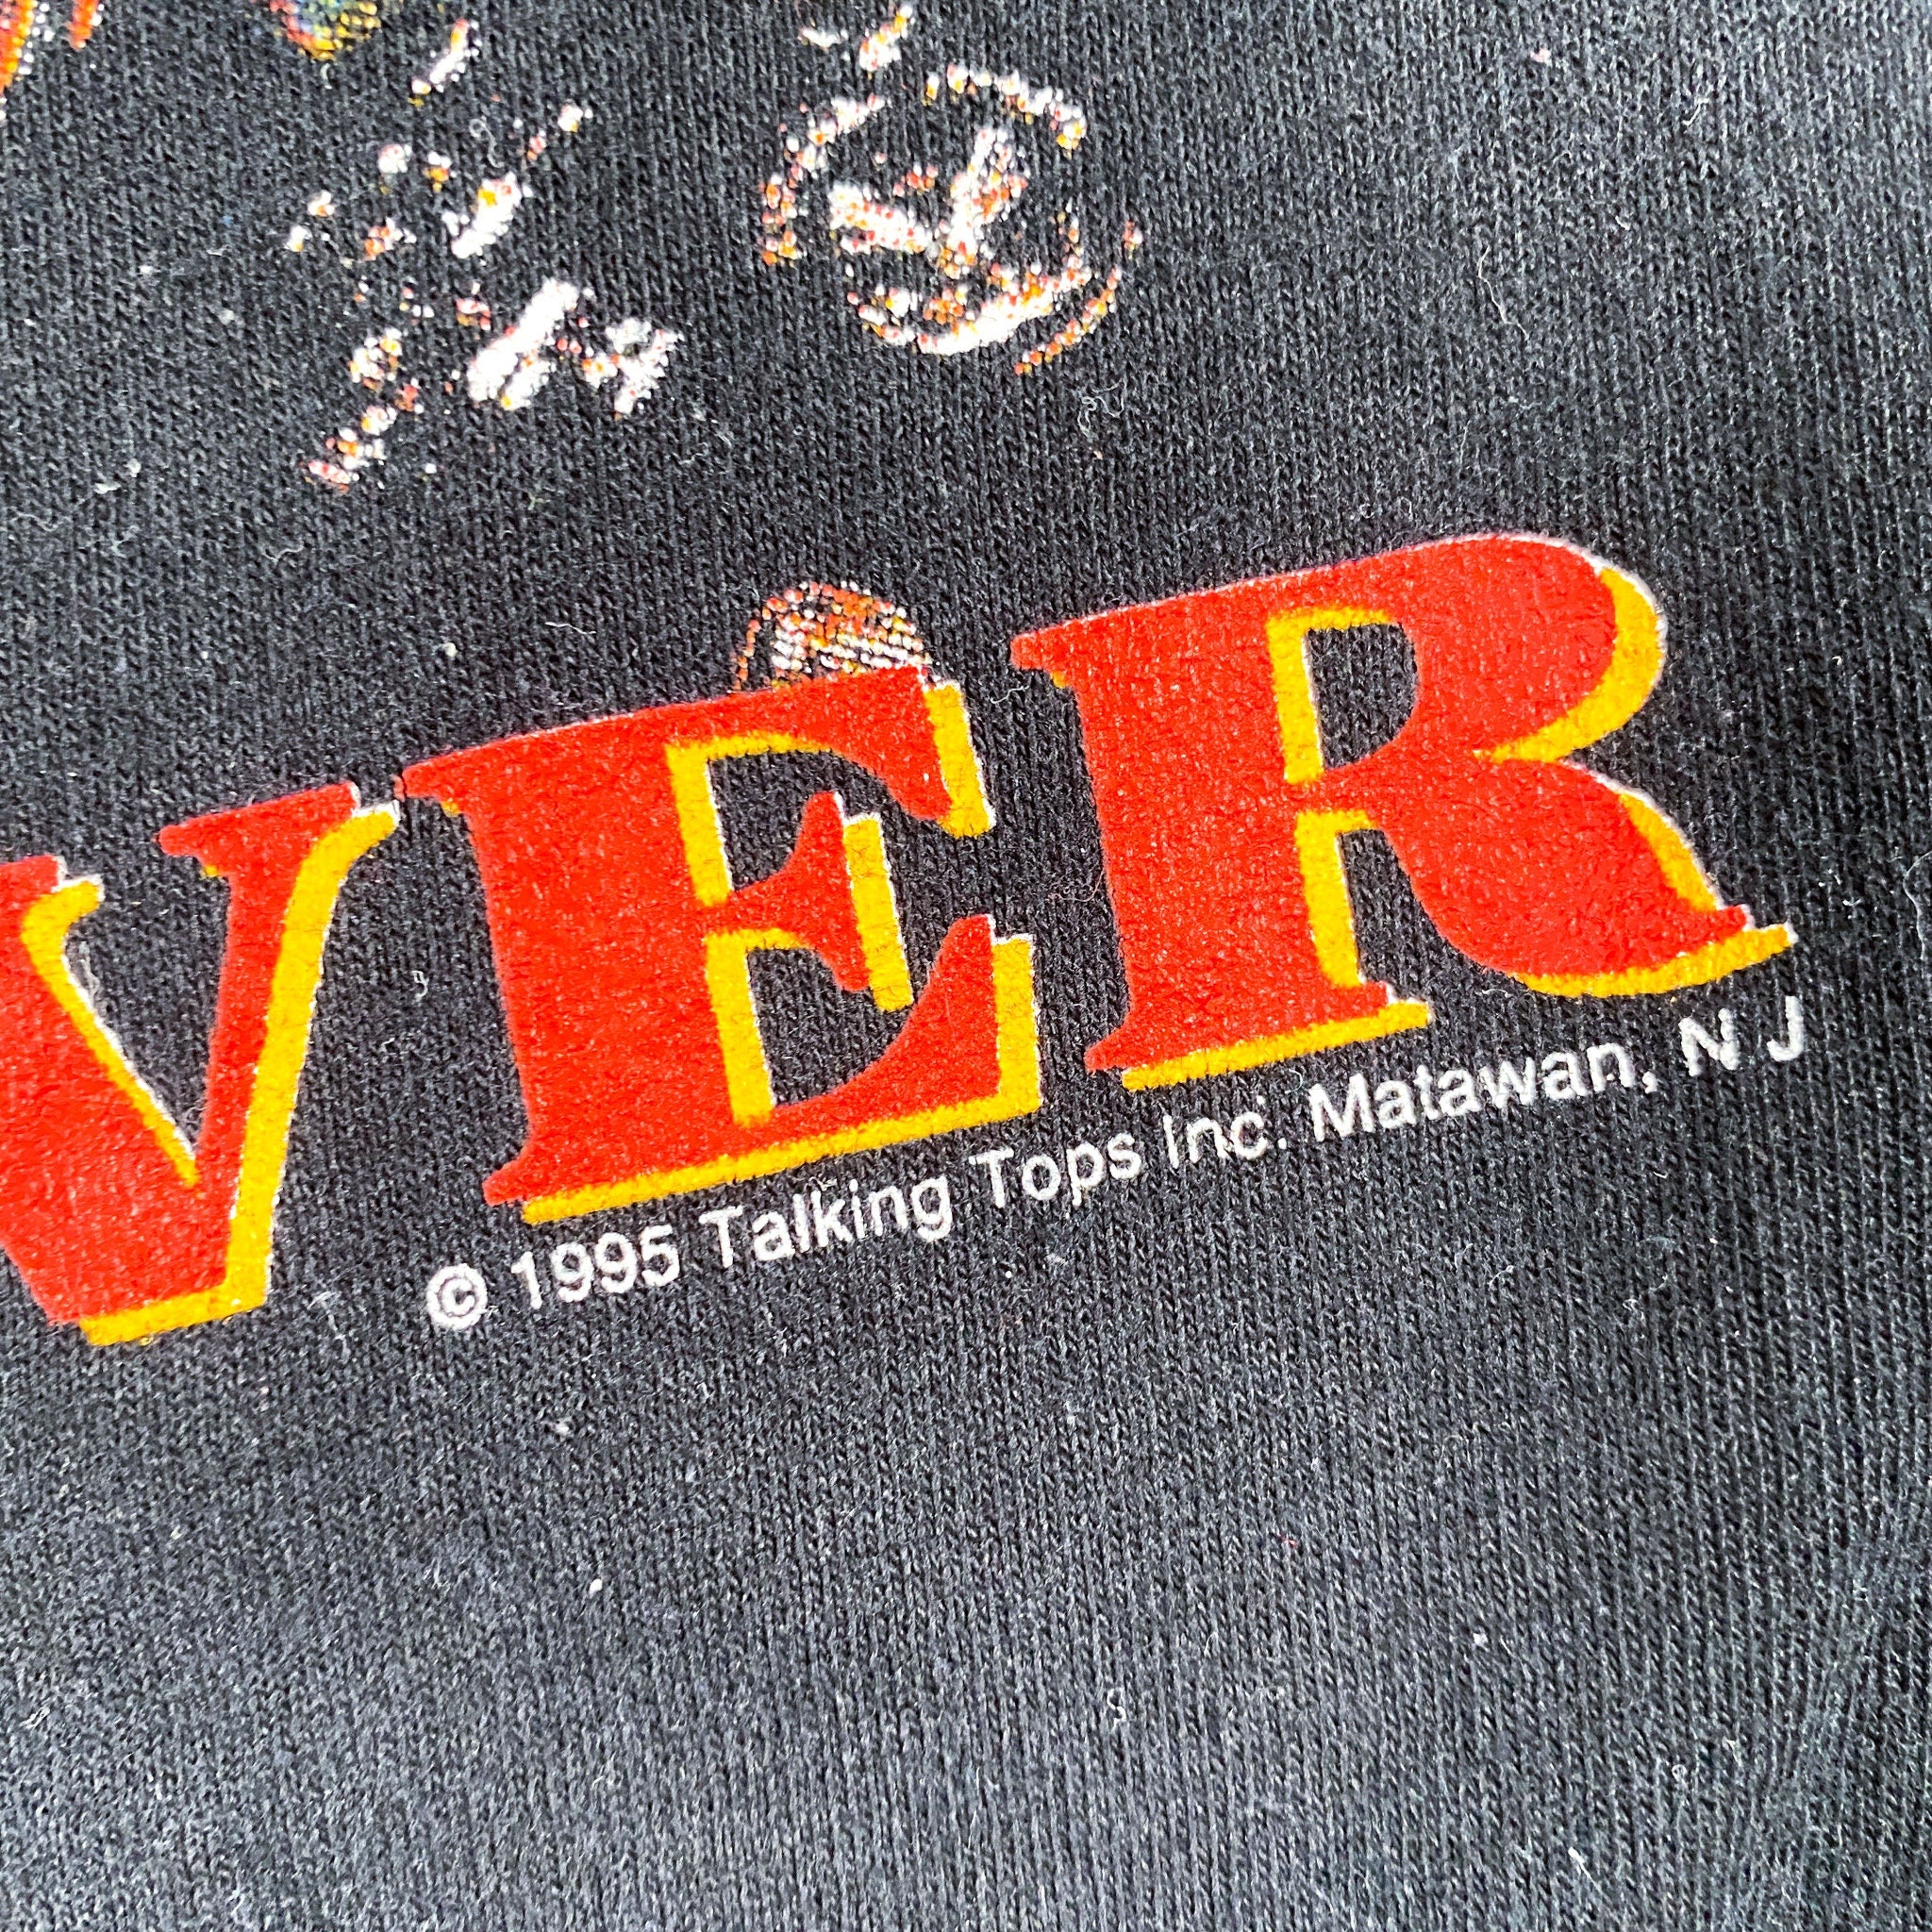 VER
© 1995 Talking Tops Inc. Matawan, N J